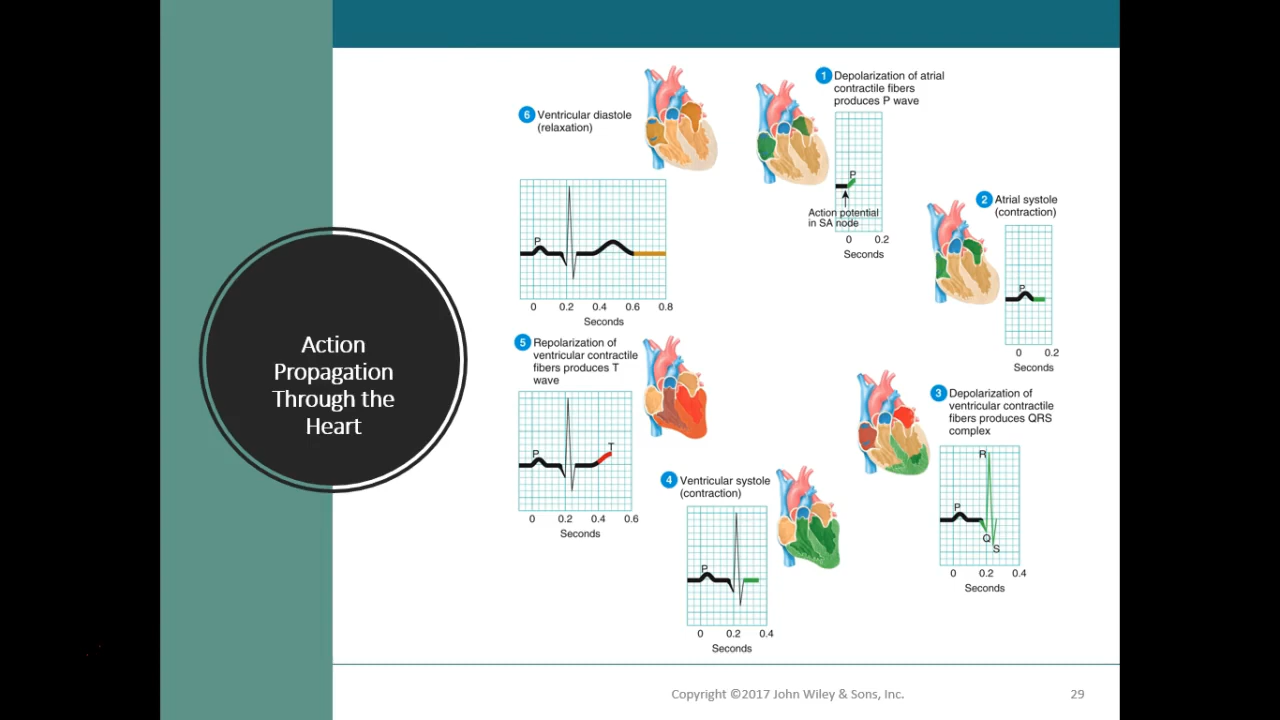 Action
Propagation
Through the
Heart
1 Depolarization of atrial
contractile fibers
produces P wave
P
Action potential
in SA node
0 0.2
Seconds
2 Atrial systole
(contraction)
P
0 0.2
Seconds
3 Depolarization of
ventricular contractile
fibers produces QRS
complex
R
P
Q
S
0 0.2 0.4
Seconds
4 Ventricular systole
(contraction)
P
0 0.2 0.4
Seconds
5 Repolarization of
ventricular contractile
fibers produces T
wave
P
T
0 0.2 0.4 0.6
Seconds
6 Ventricular diastole
(relaxation)
P
0 0.2 0.4 0.6 0.8
Seconds
Copyright ©2017 John Wiley & Sons, Inc.
29